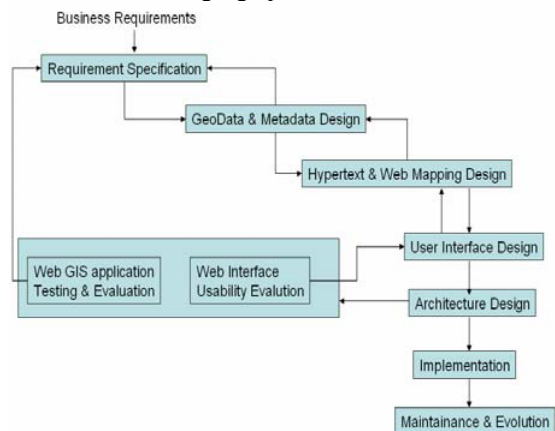 Business Requirements
Requirement Specification
GeoData & Metadata Design
Hypertext & Web Mapping Design
User Interface Design
Web GIS application
Testing & Evaluation
Web Interface
Usability Evalution
Architecture Design
Implementation
Maintainance & Evolution